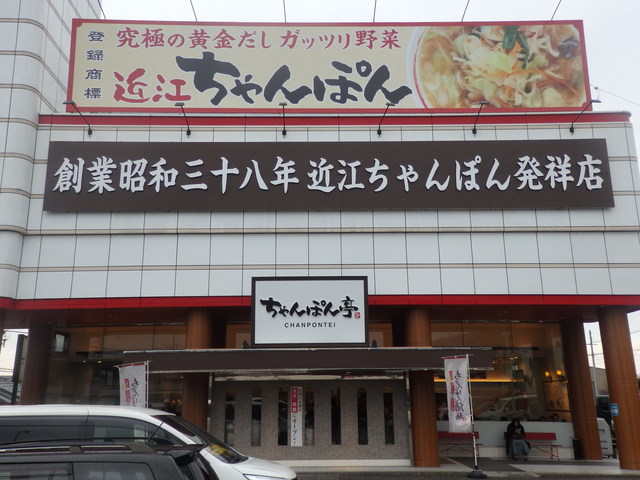 究極の黄金だし ガッツリ野菜
登録商標
近江ちゃんぽん
創業昭和三十八年 近江ちゃんぽん発祥店
ちゃんぽん亭
CHANPONTEI